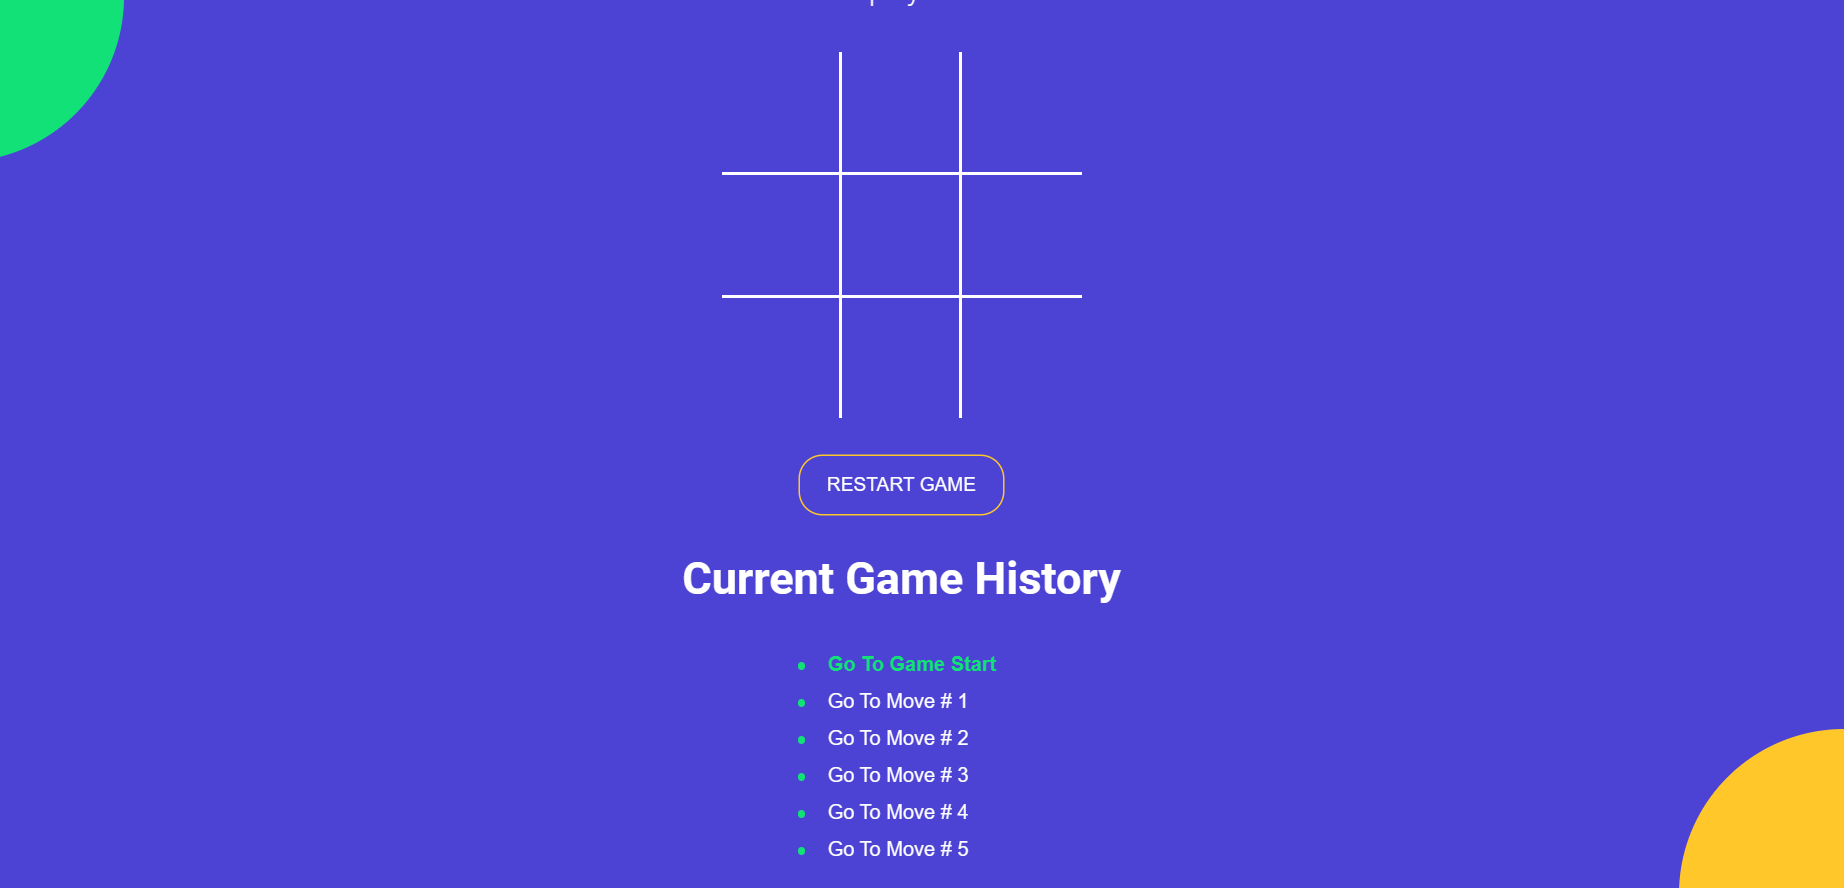 RESTART GAME
Current Game History
Go To Game Start
Go To Move # 1
Go To Move # 2
Go To Move # 3
Go To Move # 4
Go To Move # 5